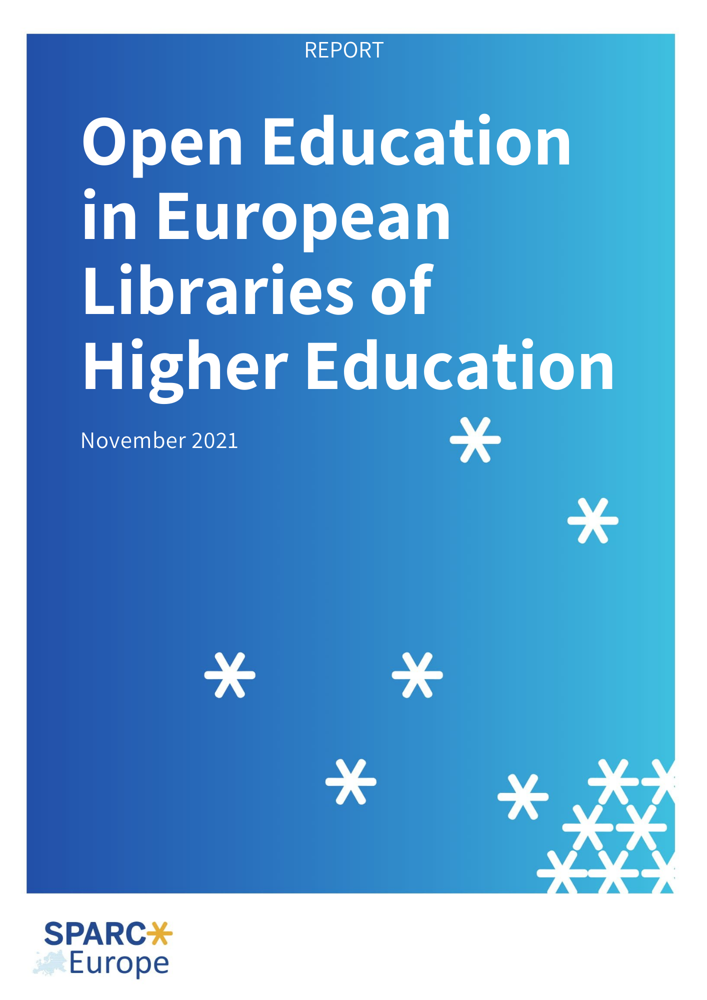 REPORT
Open Education
in European
Libraries of
Higher Education
November 2021
SPARC
Europe